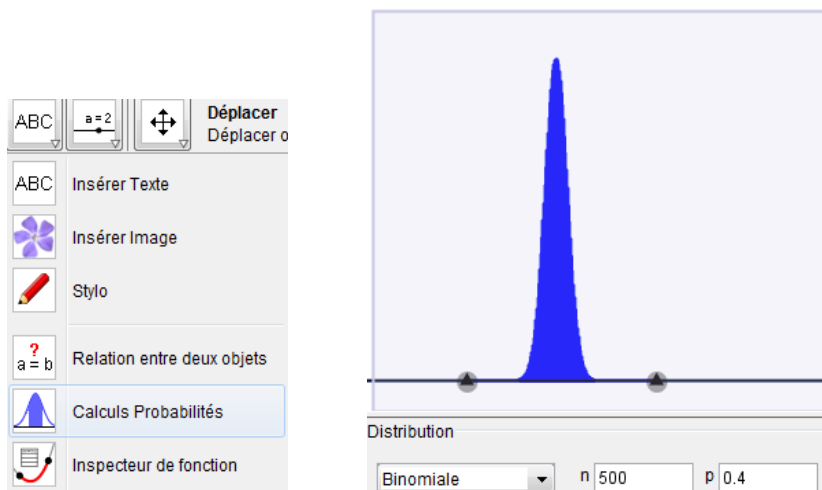 ABC
a=2
Déplacer
Déplacer o
ABC
Insérer Texte
Insérer Image
Stylo
?
a = b
Relation entre deux objets
Calculs Probabilités
Inspecteur de fonction
Distribution
Binomiale
n 500
p 0.4